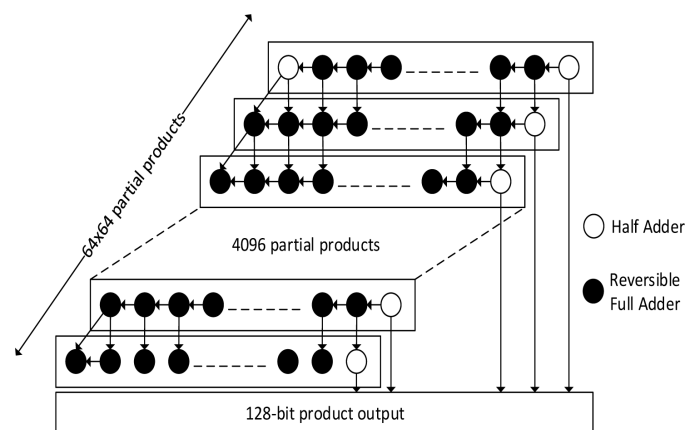 64x64 partial products
4096 partial products
Half Adder
Reversible
Full Adder
128-bit product output